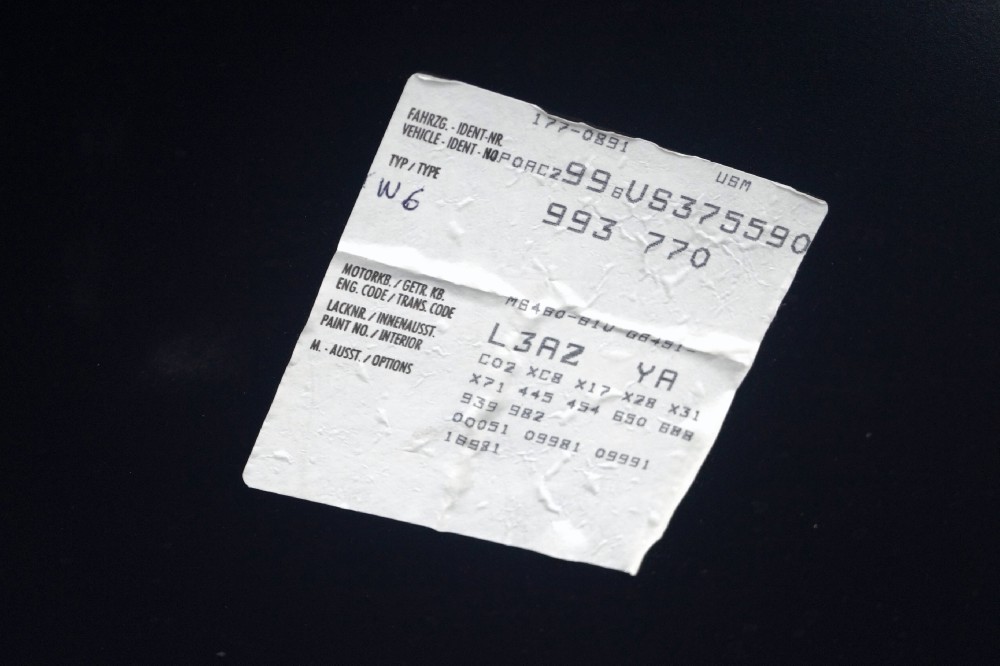 177-0891
USM
FAHRZG. - IDENT-NR.
VEHICLE - IDENT - NO
P0AC299 6US375590
TYP / TYPE
993 770
W6
MOTORKB. / GETR. KB.
ENG. CODE / TRANS. CODE
LACKNR. / INNENAUSST.
PAINT NO. / INTERIOR
L3AZ YA
M. - AUSST. / OPTIONS
C02 XC8 X17 X28 X31
X71 445 454 650 688
939 982
00051 09981 09991